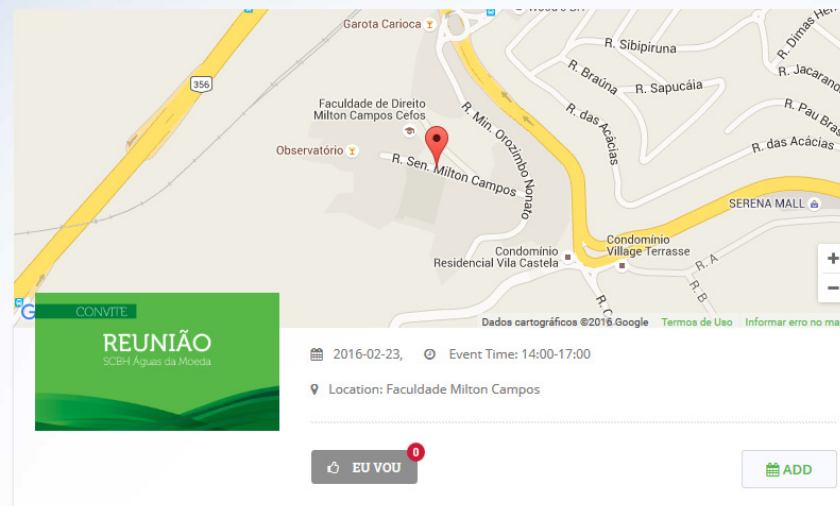 Garota Carioca
R. Sibipiruna
R. Dimas
R. Braúna
R. Sapucáia
R. Jacaranda
356
Faculdade de Direito
Milton Campos Cefos
R. Min. Orozimbo Nonato
R. das Acácias
R. Pau Bras
R. das Acácias
Observatório
R. Sen. Milton Campos
SERENA MALL
Condomínio
Village Terrasse
Condomínio
Residencial Vila Castela
R. A
R. B
R. C
+
−
G
Dados cartográficos ©2016 Google Termos de Uso Informar erro no ma
CONVITE
REUNIÃO
SCBH Águas da Moeda
2016-02-23, Event Time: 14:00-17:00
Location: Faculdade Milton Campos
EU VOU
0
ADD